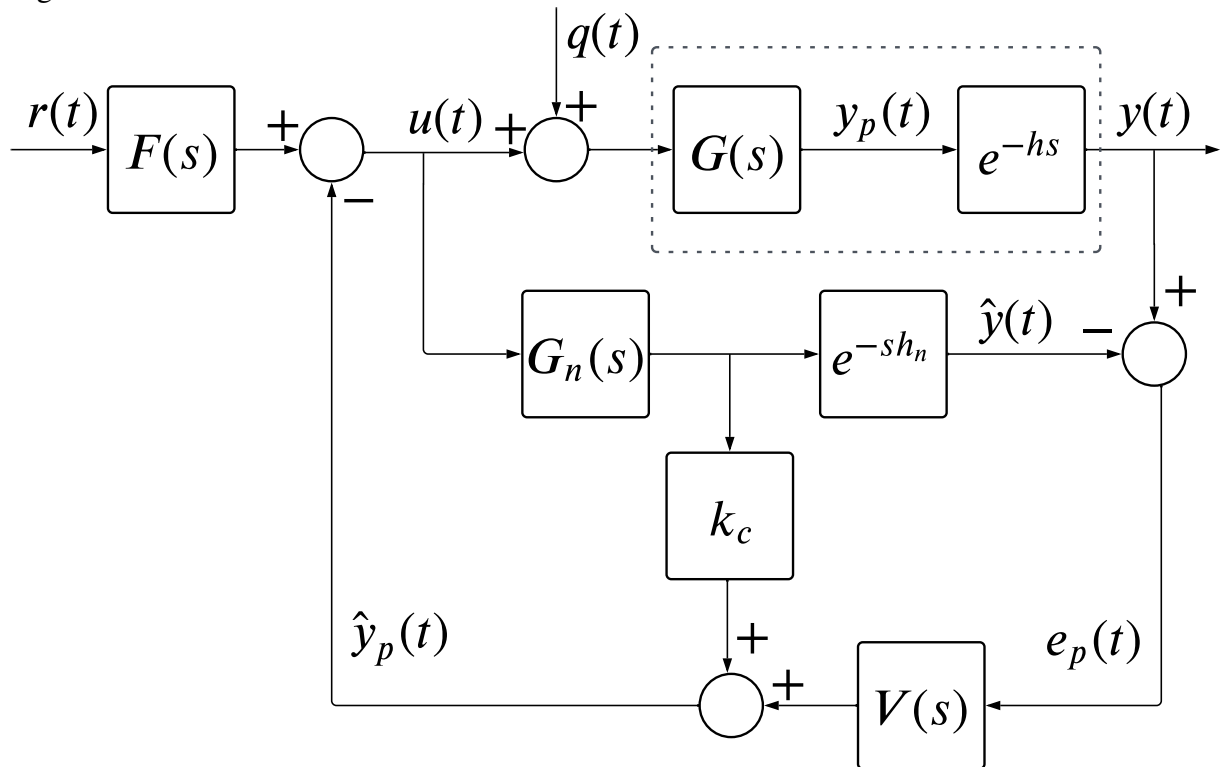 q(t)
r(t)
F(s)
+
−
u(t)
+
+
G(s)
y_p(t)
e^{-hs}
y(t)
G_n(s)
e^{-sh_n}
ŷ(t)
−
+
k_c
+
ŷ_p(t)
+
V(s)
e_p(t)